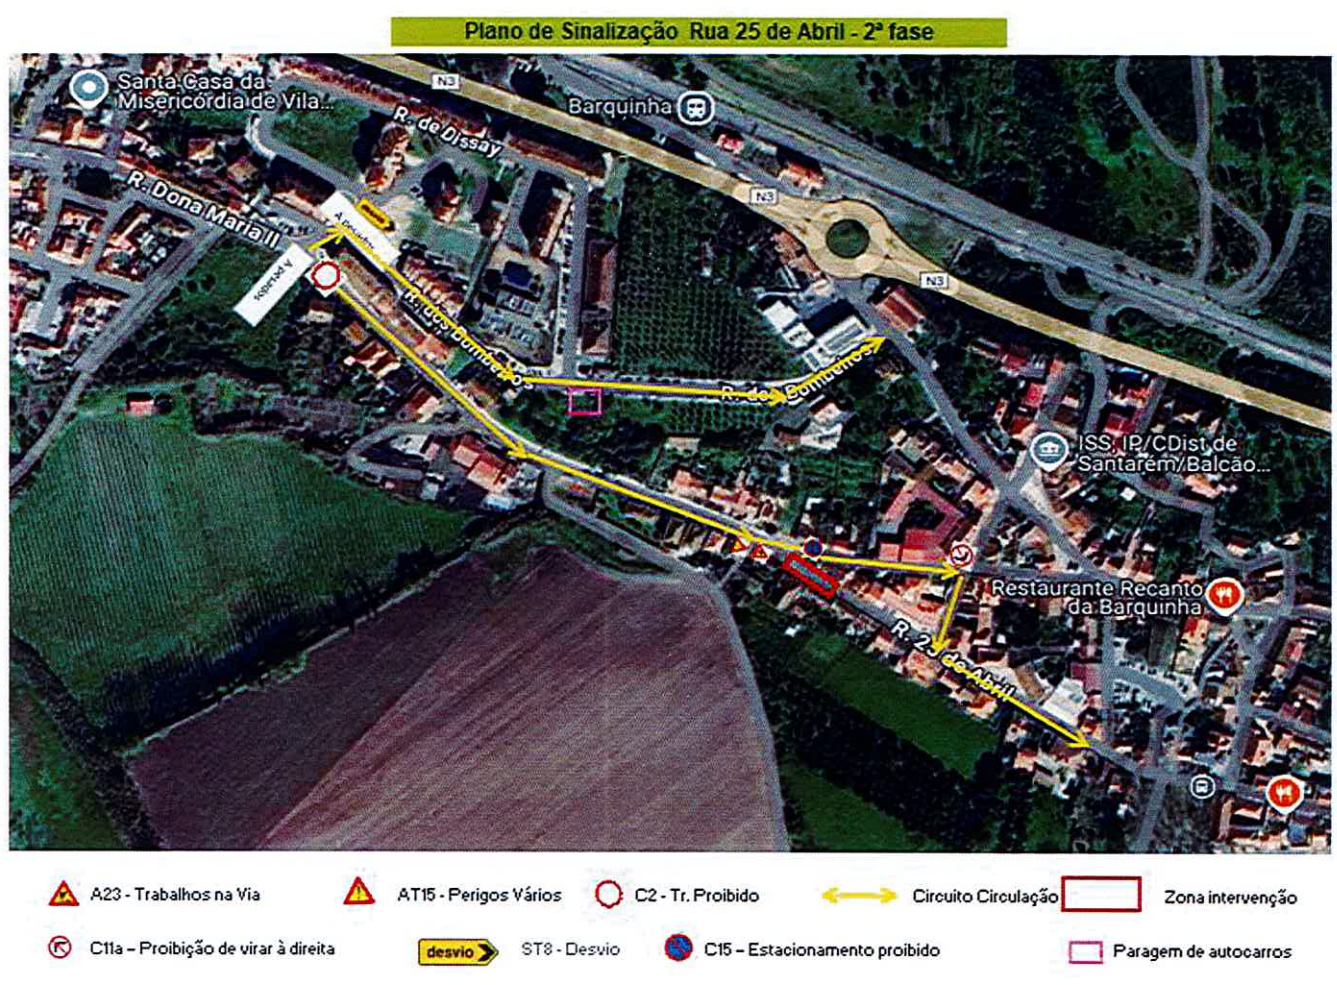 Plano de Sinalização Rua 25 de Abril - 2ª fase
Santa Casa da
Misericórdia de Vila...
N3
Barquinha
R. de Dissay
R. Dona Maria II
N3
desvio
N3
R. dos Bombeiros
R. dos Bombeiros
ISS, IP/CDist de
Santarém/Balcão...
Restaurante Recanto
da Barquinha
R. 25 de Abril
A23 - Trabalhos na Via
AT15 - Perigos Vários
C2 - Tr. Proibido
Circuito Circulação
Zona intervenção
C11a – Proibição de virar à direita
desvio
ST8 - Desvio
C15 – Estacionamento proibido
Paragem de autocarros